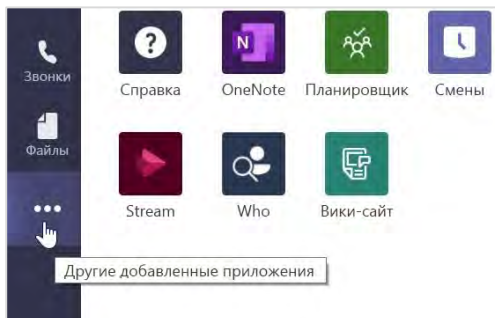 Звонки
Файлы
Справка
OneNote
Планировщик
Смены
Stream
Who
Вики-сайт
Другие добавленные приложения